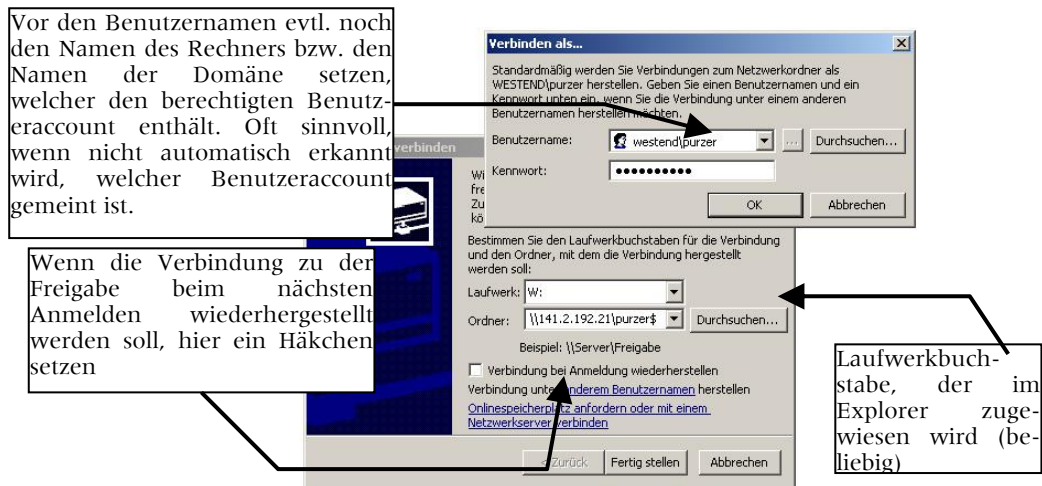 Vor den Benutzernamen evtl. noch
den Namen des Rechners bzw. den
Namen der Domäne setzen,
welcher den berechtigten Benutz-
eraccount enthält. Oft sinnvoll,
wenn nicht automatisch erkannt
wird, welcher Benutzeraccount
gemeint ist.
Verbinden als...
Standardmäßig werden Sie Verbindungen zum Netzwerkordner als
WESTEND\purzer herstellen. Geben Sie einen Benutzernamen und ein
Kennwort unten ein, wenn Sie die Verbindung unter einem anderen
Benutzernamen herstellen möchten.
Benutzername: westend\purzer ... Durchsuchen...
Kennwort: ●●●●●●●●●●
OK Abbrechen
verbinden
Wi
fre
Zu
kö
Bestimmen Sie den Laufwerkbuchstaben für die Verbindung
und den Ordner, mit dem die Verbindung hergestellt
werden soll:
Laufwerk: W:
Ordner: \\141.2.192.21\purzer$ Durchsuchen...
Beispiel: \\Server\Freigabe
Verbindung bei Anmeldung wiederherstellen
Verbindung unter anderem Benutzernamen herstellen
Onlinespeicherplatz anfordern oder mit einem
Netzwerkserver verbinden
< Zurück Fertig stellen Abbrechen
Wenn die Verbindung zu der
Freigabe beim nächsten
Anmelden wiederhergestellt
werden soll, hier ein Häkchen
setzen
Laufwerkbuch-
stabe, der im
Explorer zuge-
wiesen wird (be-
liebig)